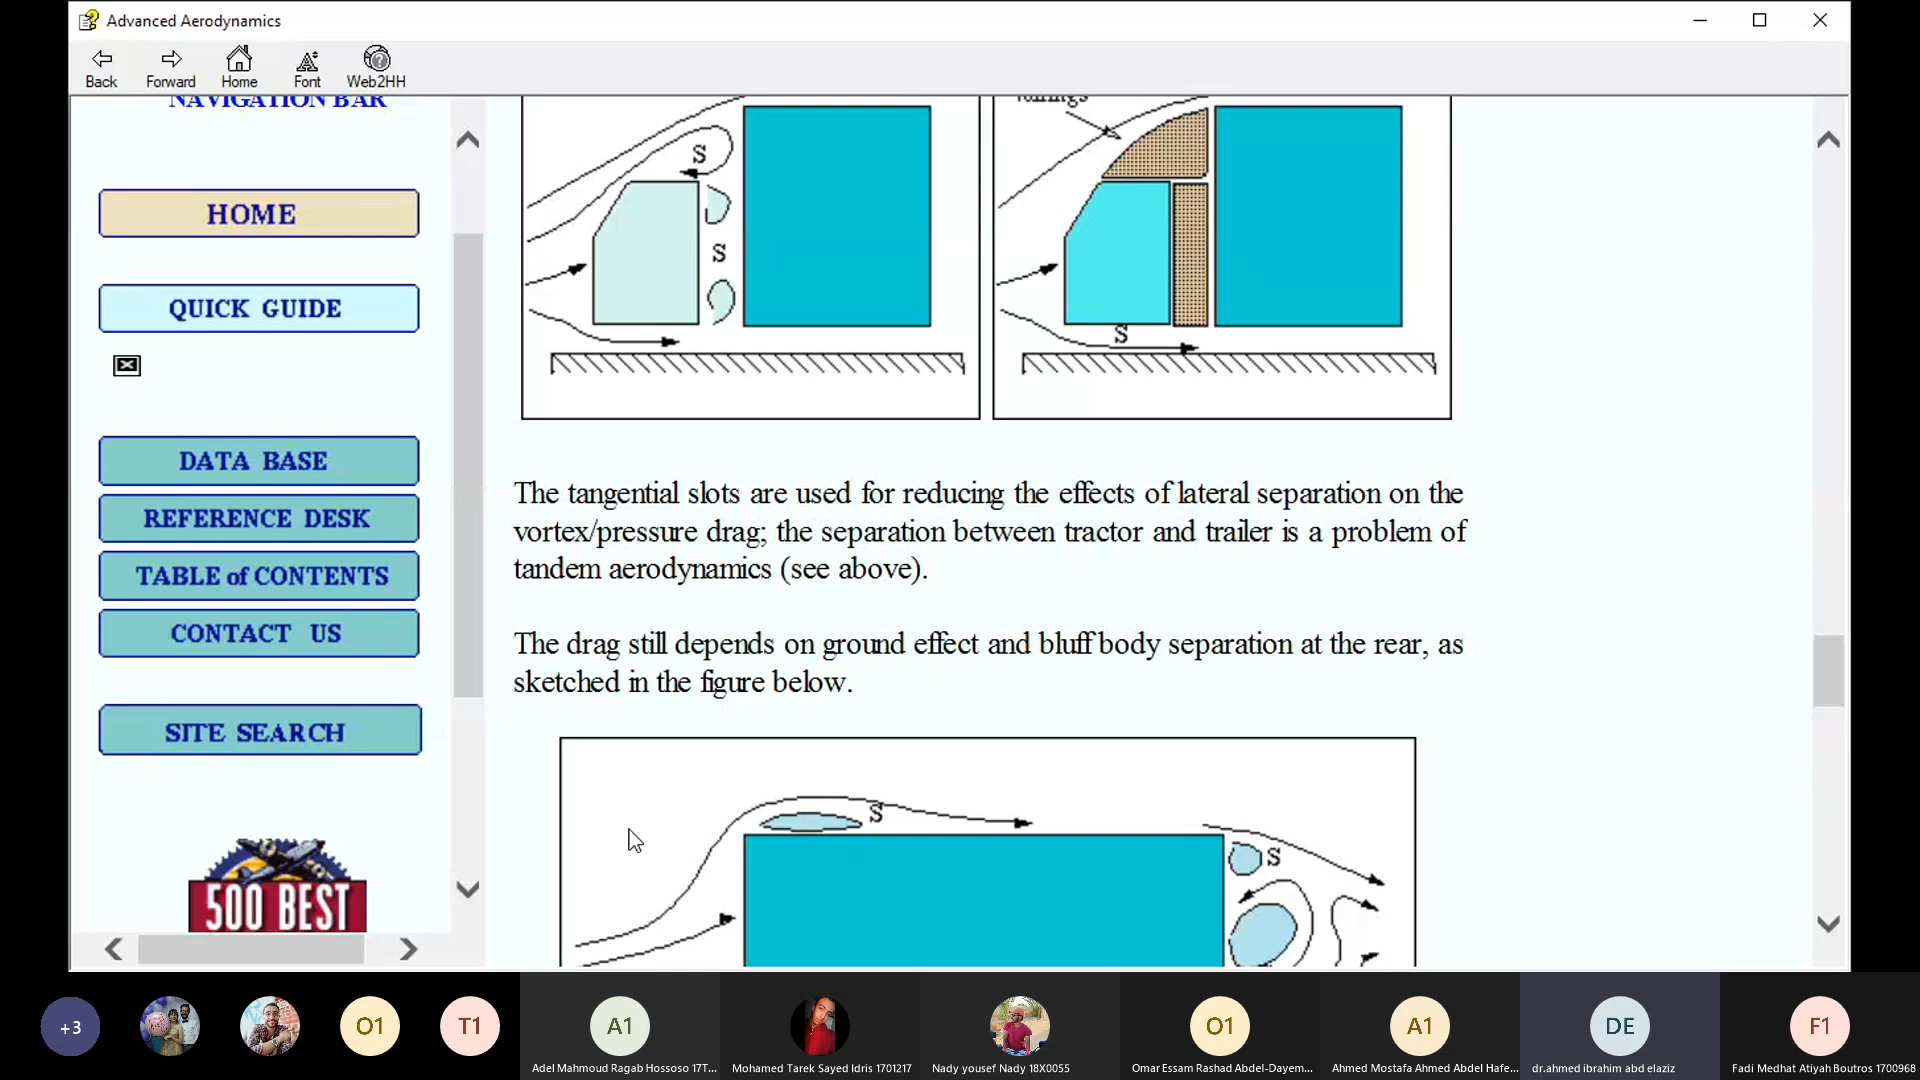 Advanced Aerodynamics
Back Forward Home Font Web2HH
NAVIGATION BAR
HOME
QUICK GUIDE
DATA BASE
REFERENCE DESK
TABLE of CONTENTS
CONTACT US
SITE SEARCH
500 BEST
S
S
S
The tangential slots are used for reducing the effects of lateral separation on the
vortex/pressure drag; the separation between tractor and trailer is a problem of
tandem aerodynamics (see above).
The drag still depends on ground effect and bluff body separation at the rear, as
sketched in the figure below.
S
S
+3
O1
T1
A1
O1
A1
DE
F1
Adel Mahmoud Ragab Hossoso 17T...
Mohamed Tarek Sayed Idris 1701217
Nady yousef Nady 18X0055
Omar Essam Rashad Abdel-Dayem...
Ahmed Mostafa Ahmed Abdel Hafe...
dr.ahmed ibrahim abd elaziz
Fadi Medhat Atiyah Boutros 1700968